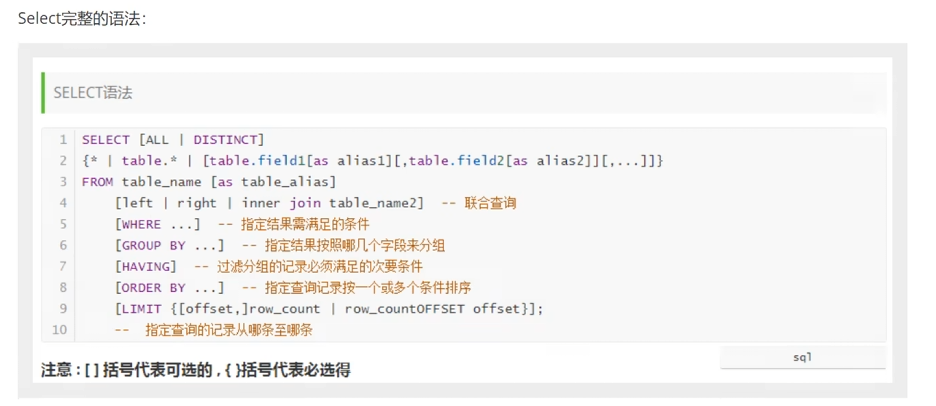 Select完整的语法：
SELECT语法
1 SELECT [ALL | DISTINCT]
2 {* | table.* | [table.field1[as alias1][,table.field2[as alias2]][,...]]}
3 FROM table_name [as table_alias]
4 [left | right | inner join table_name2] -- 联合查询
5 [WHERE ...] -- 指定结果需满足的条件
6 [GROUP BY ...] -- 指定结果按照哪几个字段来分组
7 [HAVING] -- 过滤分组的记录必须满足的次要条件
8 [ORDER BY ...] -- 指定查询记录按一个或多个条件排序
9 [LIMIT {[offset,]row_count | row_countOFFSET offset}];
10 -- 指定查询的记录从哪条至哪条
sql
注意 : [ ] 括号代表可选的 , { }括号代表必选得